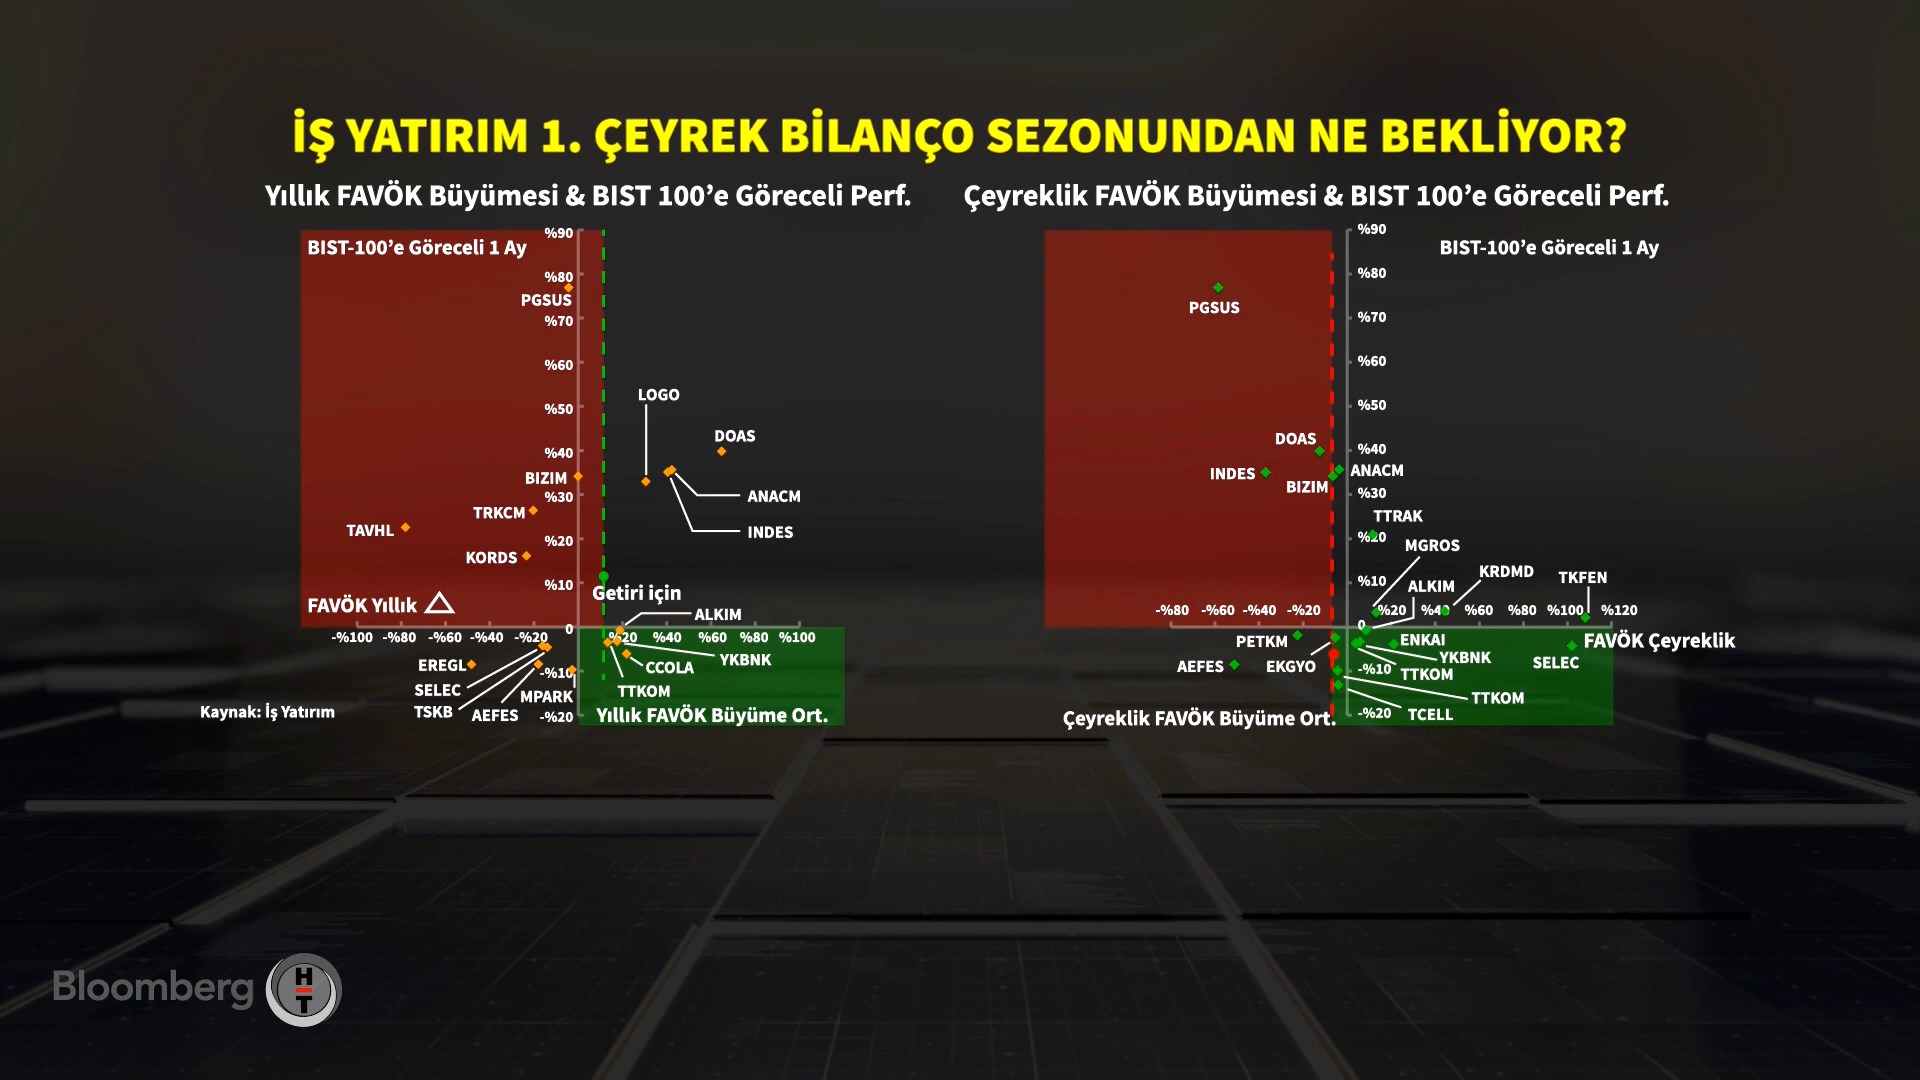 İŞ YATIRIM 1. ÇEYREK BİLANÇO SEZONUNDAN NE BEKLİYOR?
Yıllık FAVÖK Büyümesi & BIST 100’e Göreceli Perf.
BIST-100’e Göreceli 1 Ay
%90
%80
PGSUS
%70
%60
LOGO
%50
DOAS
%40
BIZIM
%30
ANACM
TRKCM
TAVHL
INDES
%20
KORDS
%10
Getiri için
FAVÖK Yıllık
ALKIM
0
-%100 -%80 -%60 -%40 -%20 %20 %40 %60 %80 %100
EREGL
CCOLA
YKBNK
-%10
SELEC
MPARK
TTKOM
TSKB
AEFES
-%20
Yıllık FAVÖK Büyüme Ort.
Kaynak: İş Yatırım
Çeyreklik FAVÖK Büyümesi & BIST 100’e Göreceli Perf.
%90
BIST-100’e Göreceli 1 Ay
%80
PGSUS
%70
%60
%50
DOAS
%40
INDES
ANACM
BIZIM
%30
TTRAK
%20
MGROS
KRDMD
TKFEN
%10
ALKIM
-%80 -%60 -%40 -%20 %20 %40 %60 %80 %100 %120
0
PETKM
ENKAI
FAVÖK Çeyreklik
YKBNK
SELEC
AEFES
EKGYO
-%10
TTKOM
TTKOM
-%20
TCELL
Çeyreklik FAVÖK Büyüme Ort.
Bloomberg HT